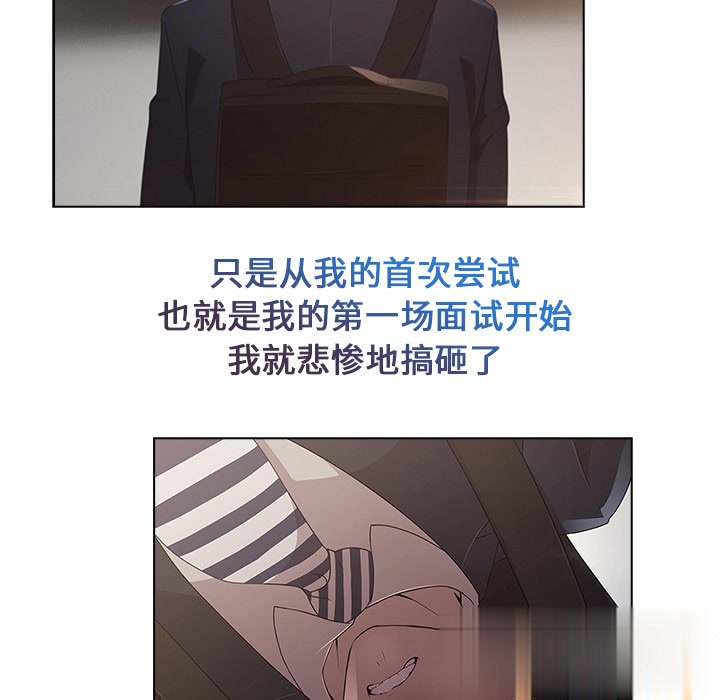 只是从我的首次尝试
也就是我的第一场面试开始
我就悲惨地搞砸了